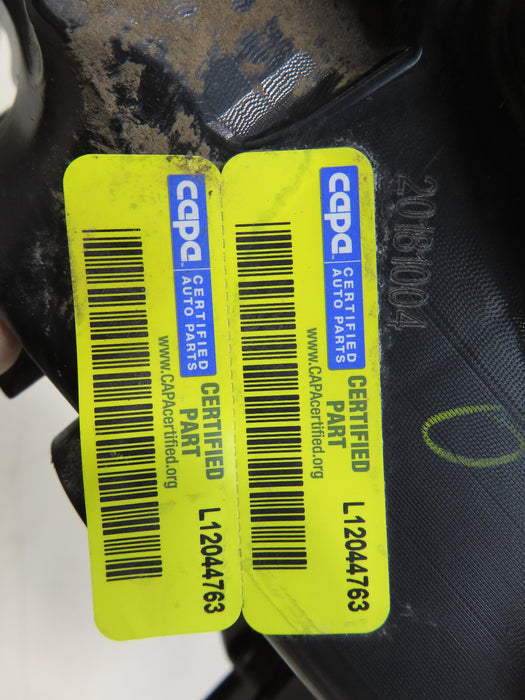 capa
CERTIFIED
AUTO PARTS
CERTIFIED
PART
www.CAPAcertified.org
L12044763
capa
CERTIFIED
AUTO PARTS
CERTIFIED
PART
www.CAPAcertified.org
L12044763
20181004